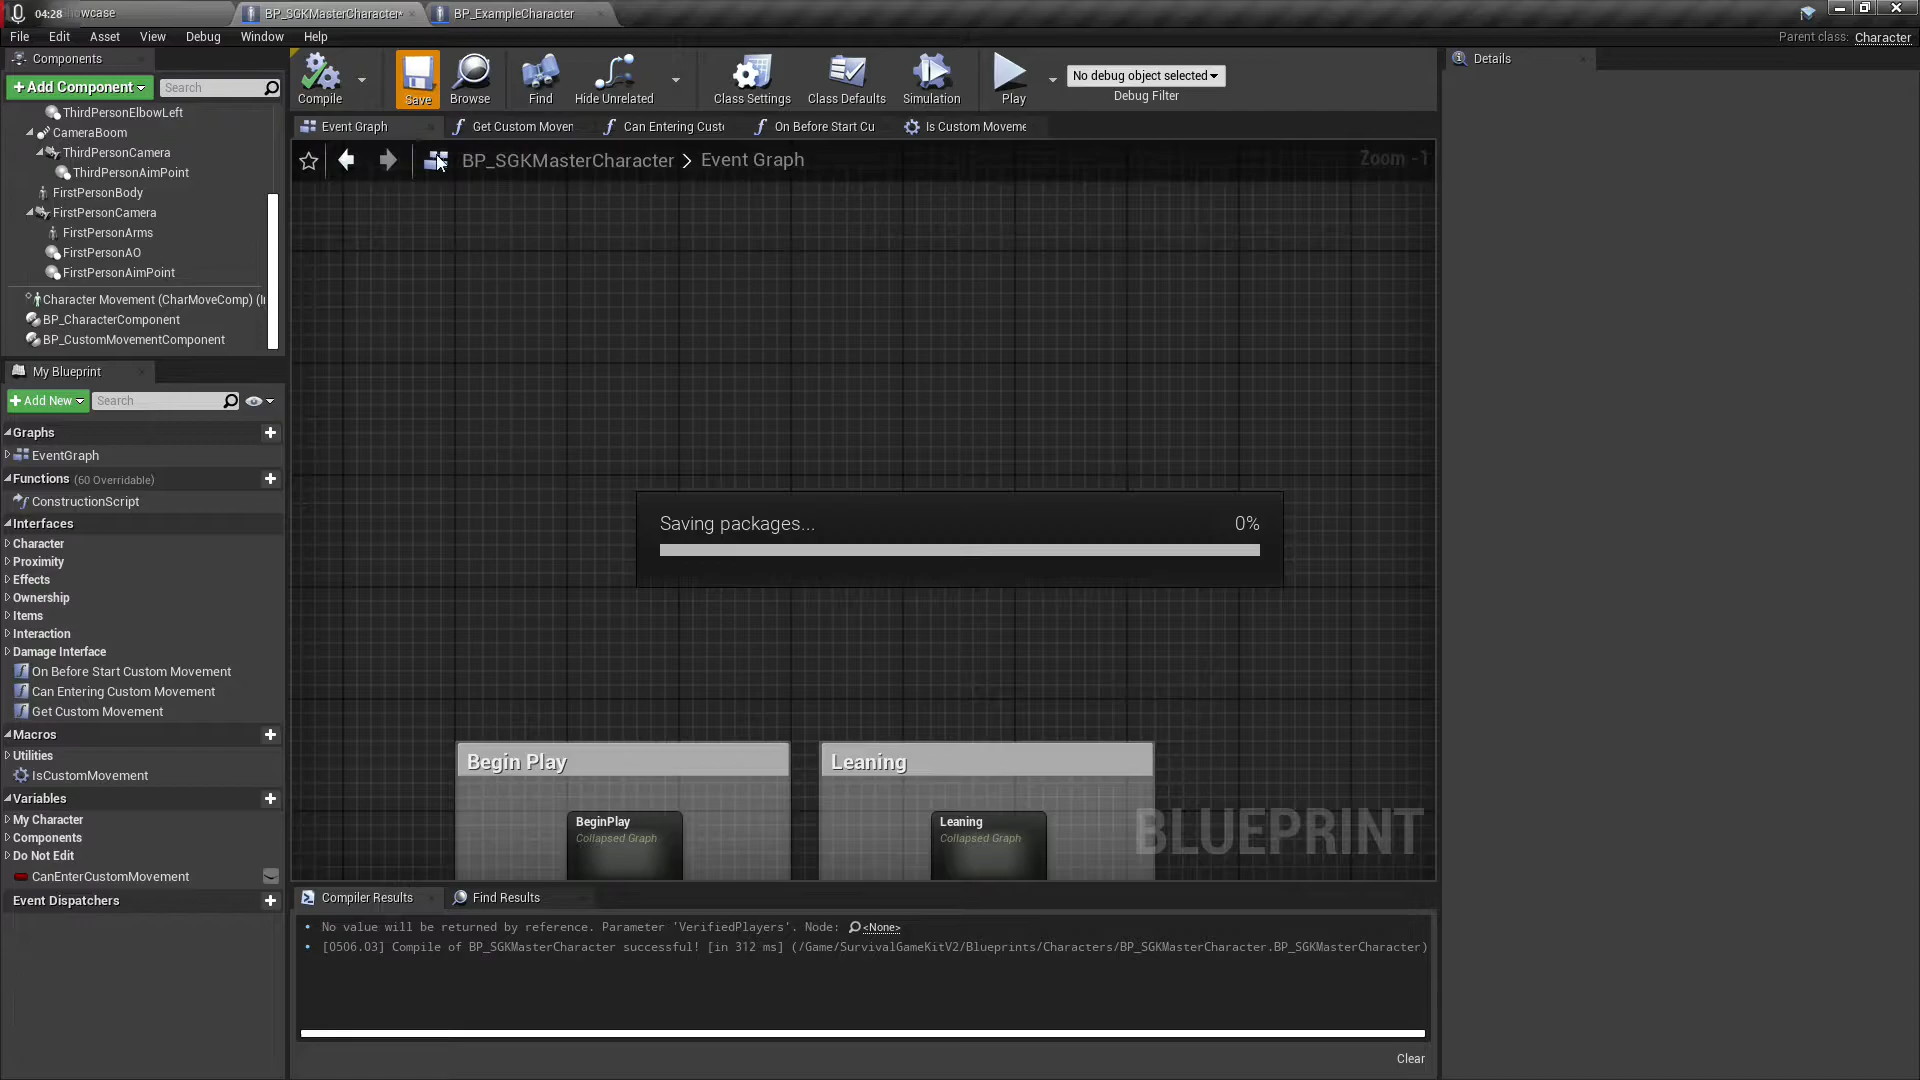 04:28
owcase
BP_SGKMasterCharacter*
BP_ExampleCharacter
File
Edit
Asset
View
Debug
Window
Help
Parent class:
Character
Components
Add Component
Search
ThirdPersonElbowLeft
CameraBoom
ThirdPersonCamera
ThirdPersonAimPoint
FirstPersonBody
FirstPersonCamera
FirstPersonArms
FirstPersonAO
FirstPersonAimPoint
Character Movement (CharMoveComp) (I
BP_CharacterComponent
BP_CustomMovementComponent
Compile
Save
Browse
Find
Hide Unrelated
Class Settings
Class Defaults
Simulation
Play
No debug object selected
Debug Filter
Details
Event Graph
Get Custom Movem
Can Entering Custo
On Before Start Cu
Is Custom Moveme
BP_SGKMasterCharacter > Event Graph
Zoom -1
My Blueprint
Add New
Search
Graphs
EventGraph
Functions (60 Overridable)
ConstructionScript
Interfaces
Character
Proximity
Effects
Ownership
Items
Interaction
Damage Interface
On Before Start Custom Movement
Can Entering Custom Movement
Get Custom Movement
Macros
Utilities
IsCustomMovement
Variables
My Character
Components
Do Not Edit
CanEnterCustomMovement
Event Dispatchers
Saving packages...
0%
Begin Play
BeginPlay
Collapsed Graph
Leaning
Leaning
Collapsed Graph
BLUEPRINT
Compiler Results
Find Results
No value will be returned by reference. Parameter 'VerifiedPlayers'. Node: <None>
[0506.03] Compile of BP_SGKMasterCharacter successful! [in 312 ms] (/Game/SurvivalGameKitV2/Blueprints/Characters/BP_SGKMasterCharacter.BP_SGKMasterCharacter)
Clear